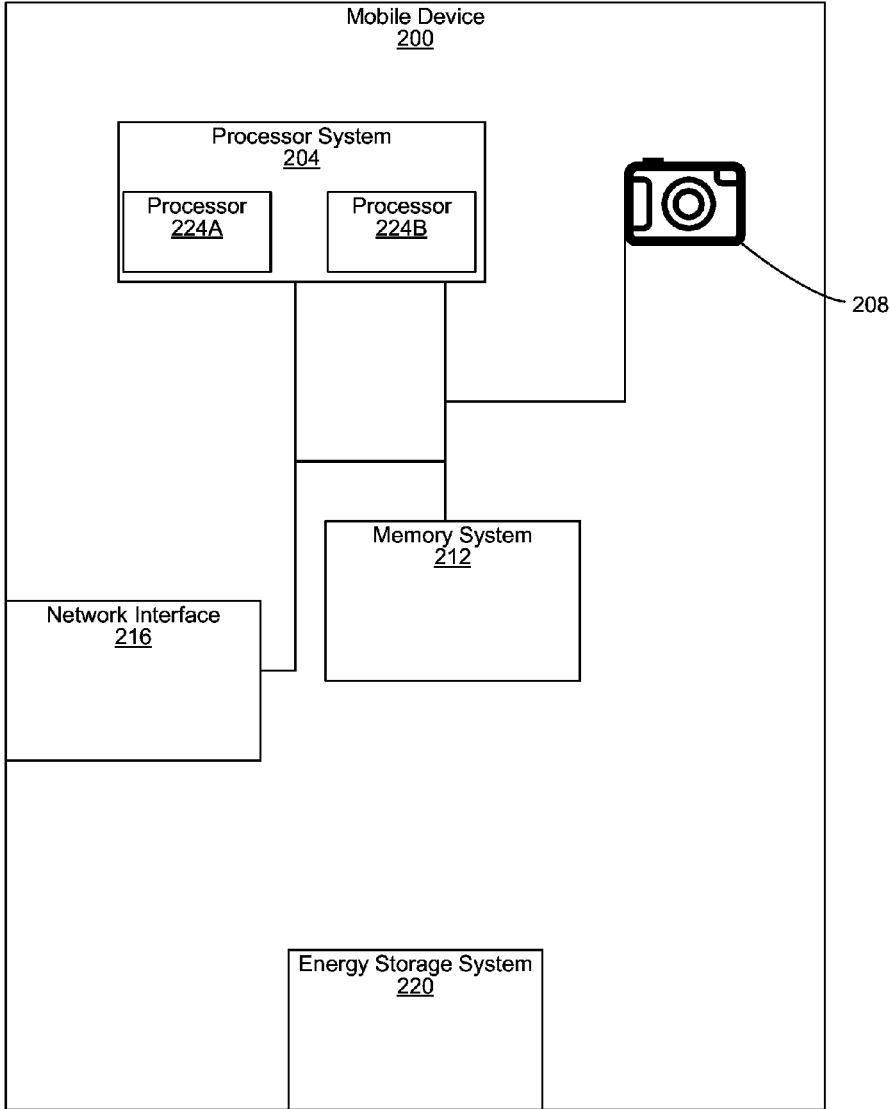 Mobile Device
200
Processor System
204
Processor
224A
Processor
224B
208
Memory System
212
Network Interface
216
Energy Storage System
220